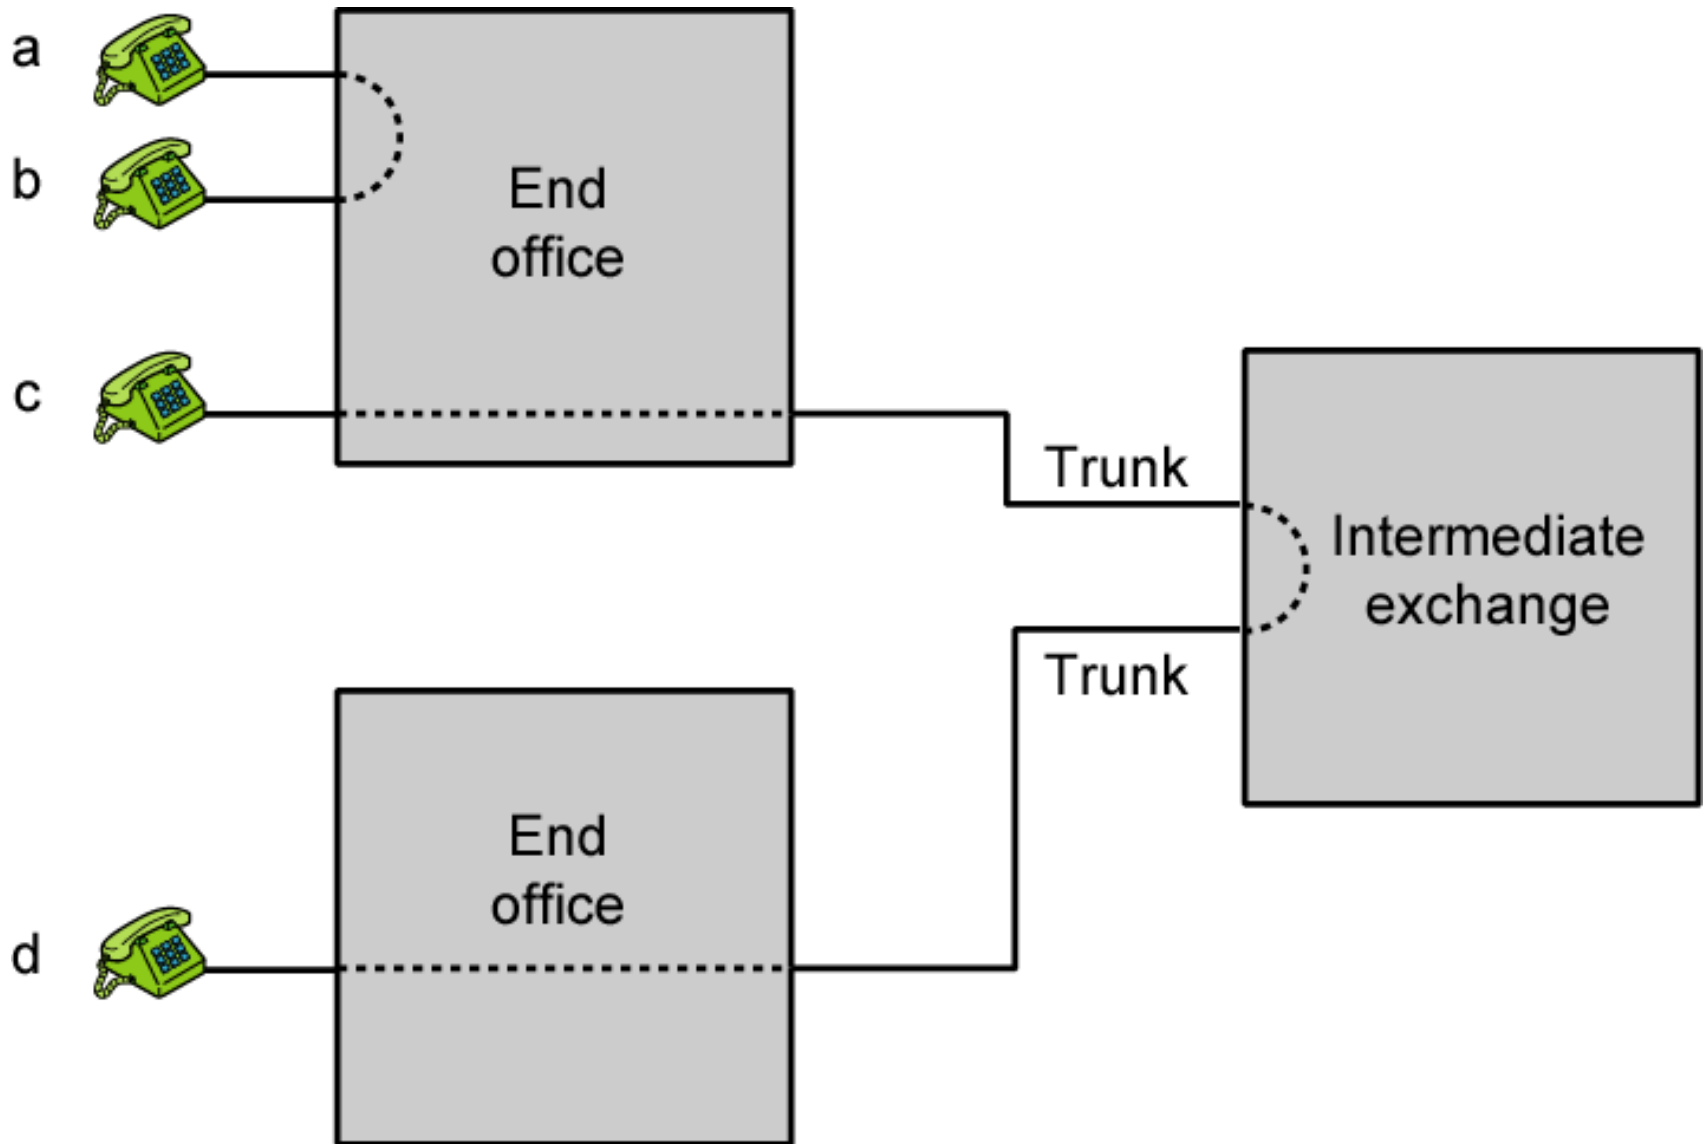 a
b
End
office
c
Trunk
Intermediate
exchange
Trunk
End
office
d